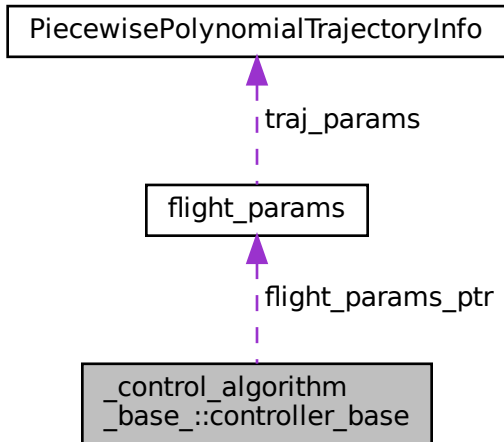 PiecewisePolynomialTrajectoryInfo
traj_params
flight_params
flight_params_ptr
_control_algorithm
_base_::controller_base